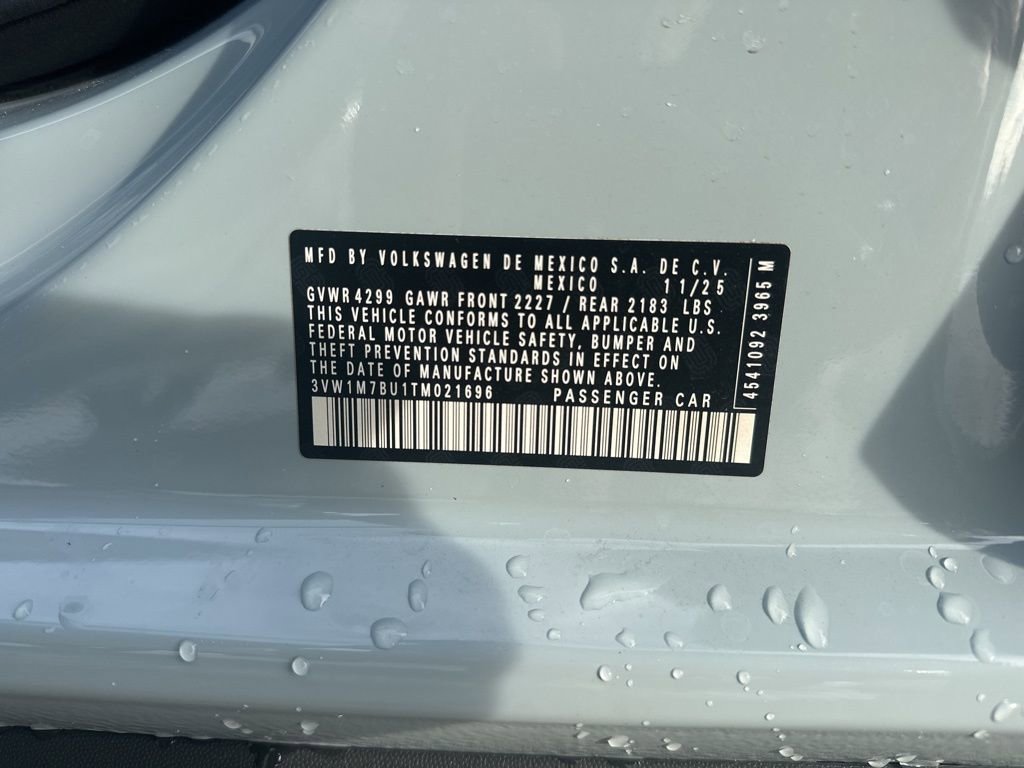 MFD BY VOLKSWAGEN DE MEXICO S.A. DE C.V.
MEXICO 11/25
GVWR 4299 GAWR FRONT 2227 / REAR 2183 LBS
THIS VEHICLE CONFORMS TO ALL APPLICABLE U.S.
FEDERAL MOTOR VEHICLE SAFETY, BUMPER AND
THEFT PREVENTION STANDARDS IN EFFECT ON
THE DATE OF MANUFACTURE SHOWN ABOVE.
3VW1M7BU1TM021696 PASSENGER CAR
4541092 3965 M